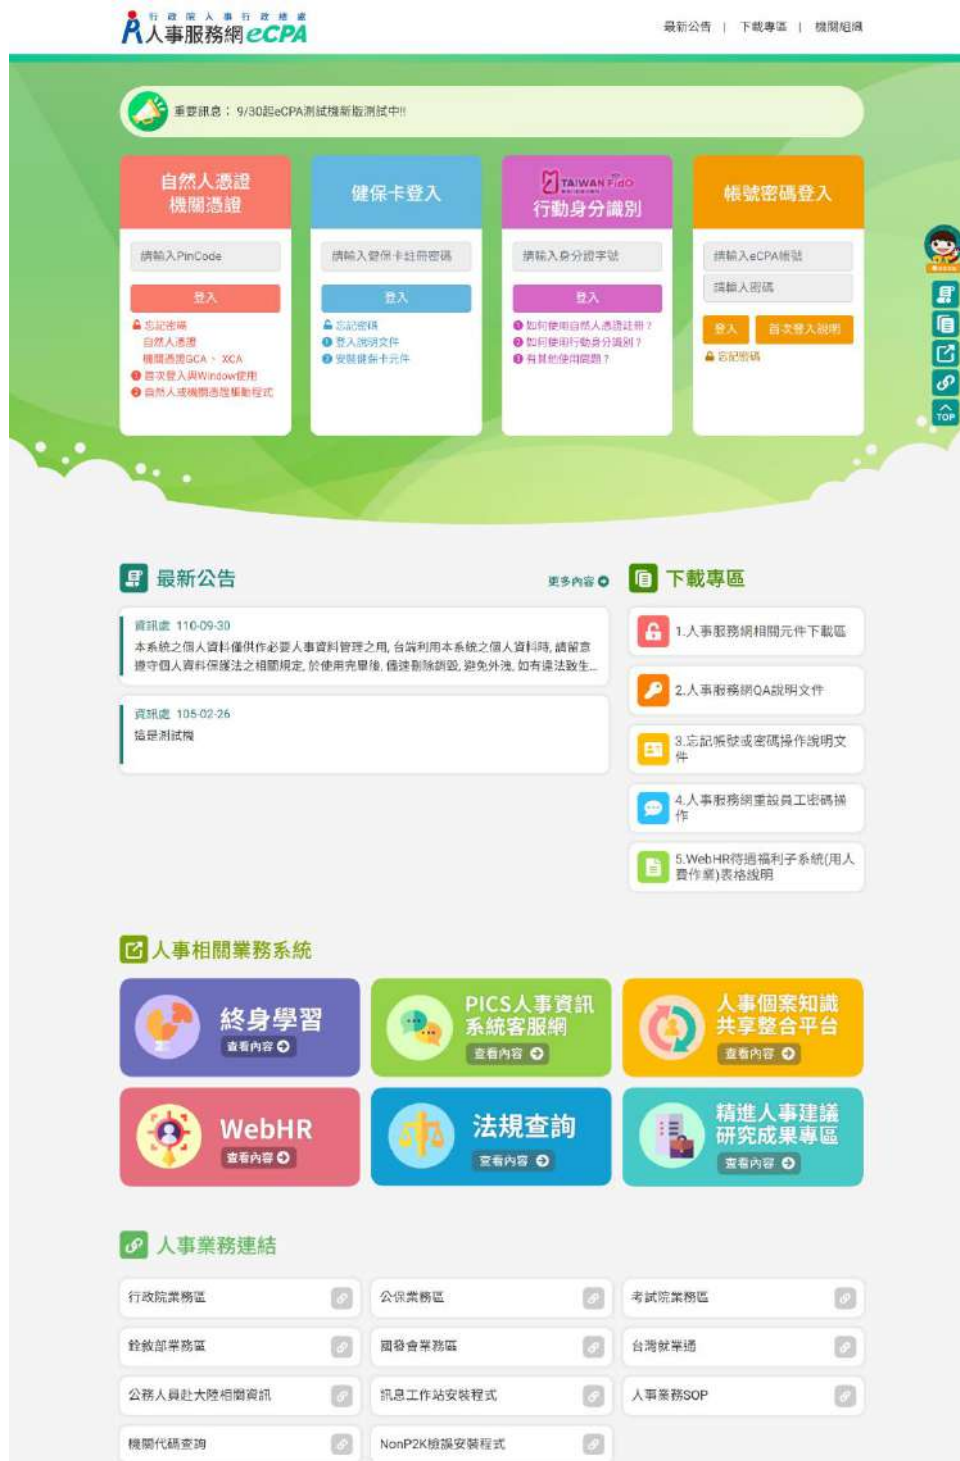 行政院人事行政總處
人事服務網eCPA
最新公告 | 下載專區 | 機關組織
重要訊息： 9/30起eCPA測試機新版測試中!!
自然人憑證
機關憑證
請輸入PinCode
登入
忘記密碼
自然人憑證
機關憑證GCA、XCA
❶ 首次登入與Window使用
❷ 自然人或機關憑證驅動程式
健保卡登入
請輸入健保卡註冊密碼
登入
忘記密碼
❶ 登入說明文件
❷ 安裝健保卡元件
TAIWAN FidO
行動身分識別
請輸入身分證字號
登入
❶ 如何使用自然人憑證註冊？
❷ 如何使用行動身分識別？
❸ 有其他使用問題？
帳號密碼登入
請輸入eCPA帳號
請輸入密碼
登入 首次登入說明
忘記密碼
TOP
最新公告
更多內容
資訊處 110-09-30
本系統之個人資料僅供作必要人事資料管理之用, 台端利用本系統之個人資料時, 請留意
遵守個人資料保護法之相關規定, 於使用完畢後, 儘速刪除銷毀, 避免外洩, 如有違法致生...
資訊處 105-02-26
這是測試機
下載專區
1.人事服務網相關元件下載區
2.人事服務網QA說明文件
3.忘記帳號或密碼操作說明文
件
4.人事服務網重設員工密碼操
作
5.WebHR待遇福利子系統(用人
費作業)表格說明
人事相關業務系統
終身學習
查看內容
PICS人事資訊
系統客服網
查看內容
人事個案知識
共享整合平台
查看內容
WebHR
查看內容
法規查詢
查看內容
精進人事建議
研究成果專區
查看內容
人事業務連結
行政院業務區
公保業務區
考試院業務區
銓敘部業務區
國發會業務區
台灣就業通
公務人員赴大陸相關資訊
訊息工作站安裝程式
人事業務SOP
機關代碼查詢
NonP2K檢誤安裝程式